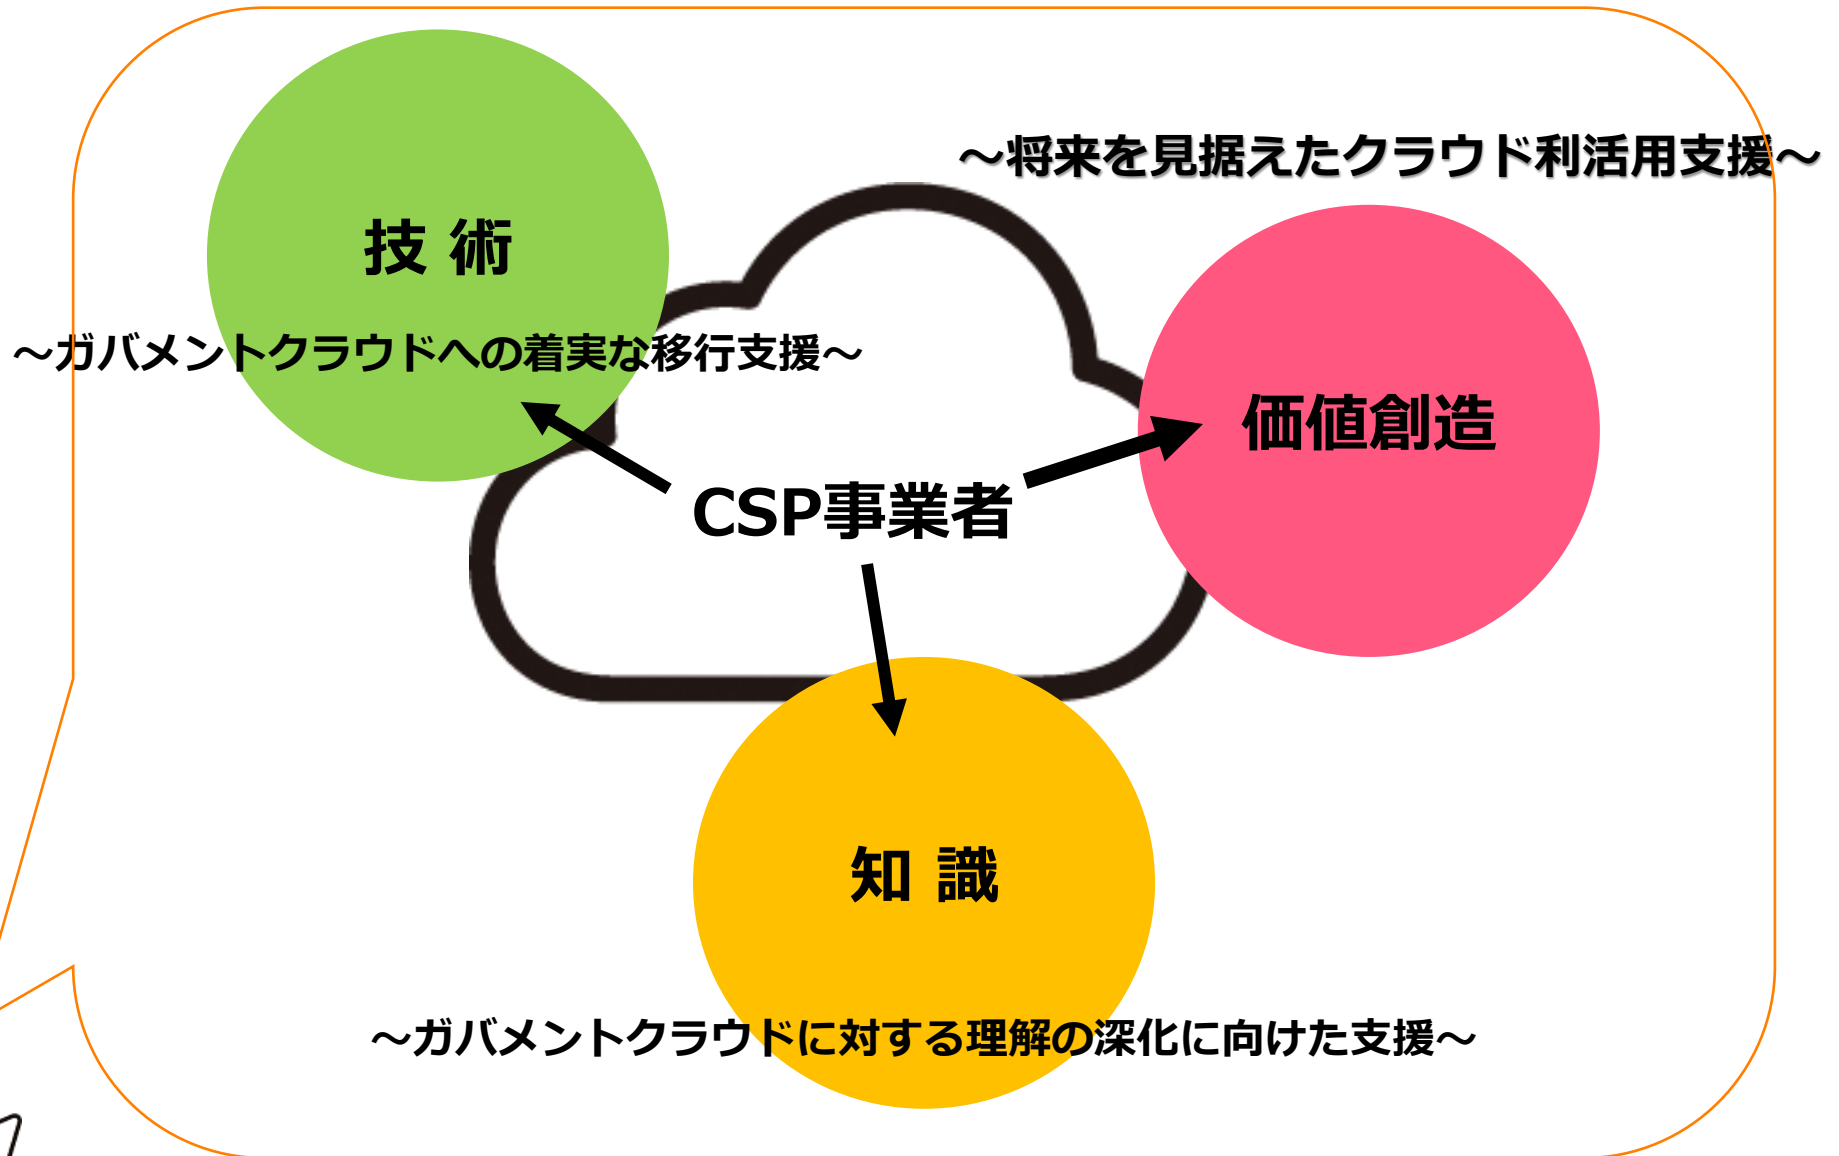 ～将来を見据えたクラウド利活用支援～
技 術
～ガバメントクラウドへの着実な移行支援～
価値創造
CSP事業者
知 識
～ガバメントクラウドに対する理解の深化に向けた支援～